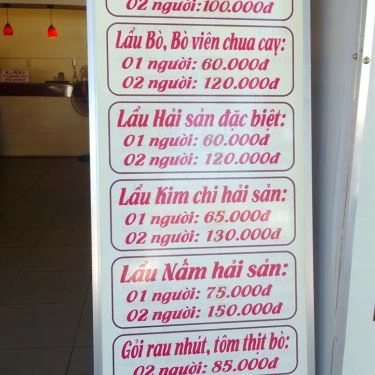 02 người: 100.000đ
Lẩu Bò, Bò viên chua cay:
01 người: 60.000đ
02 người: 120.000đ
Lẩu Hải sản đặc biệt:
01 người: 60.000đ
02 người: 120.000đ
Lẩu Kim chi hải sản:
01 người: 65.000đ
02 người: 130.000đ
Lẩu Nấm hải sản:
01 người: 75.000đ
02 người: 150.000đ
Gỏi rau nhút, tôm thịt bò:
02 người: 85.000đ